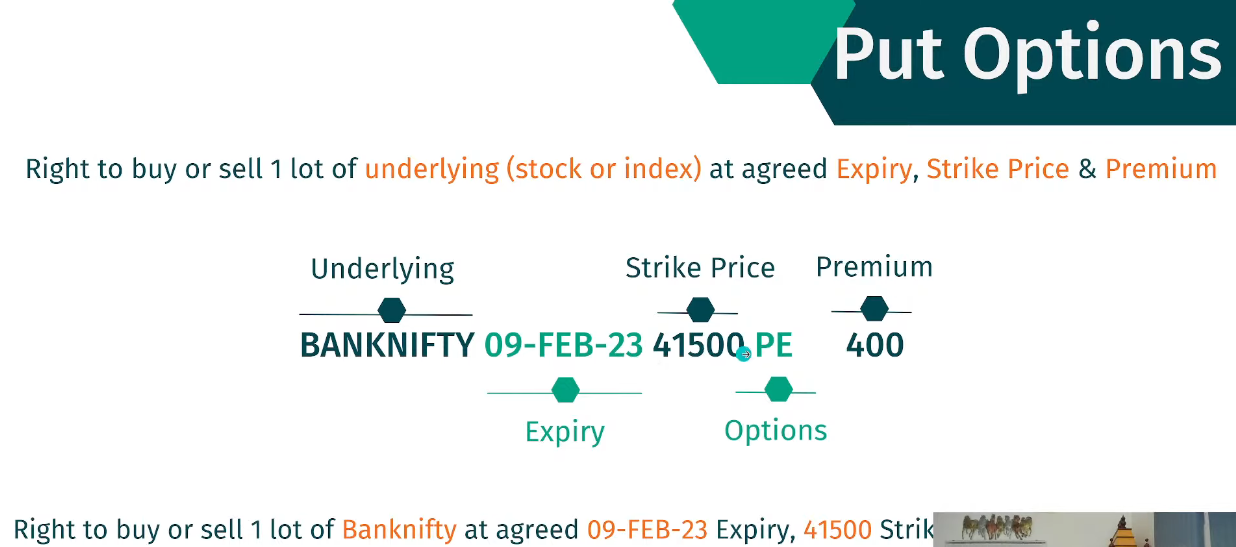 Put Options
Right to buy or sell 1 lot of underlying (stock or index) at agreed Expiry, Strike Price & Premium
Underlying Strike Price Premium
BANKNIFTY 09-FEB-23 41500 PE 400
Expiry Options
Right to buy or sell 1 lot of Banknifty at agreed 09-FEB-23 Expiry, 41500 Strik